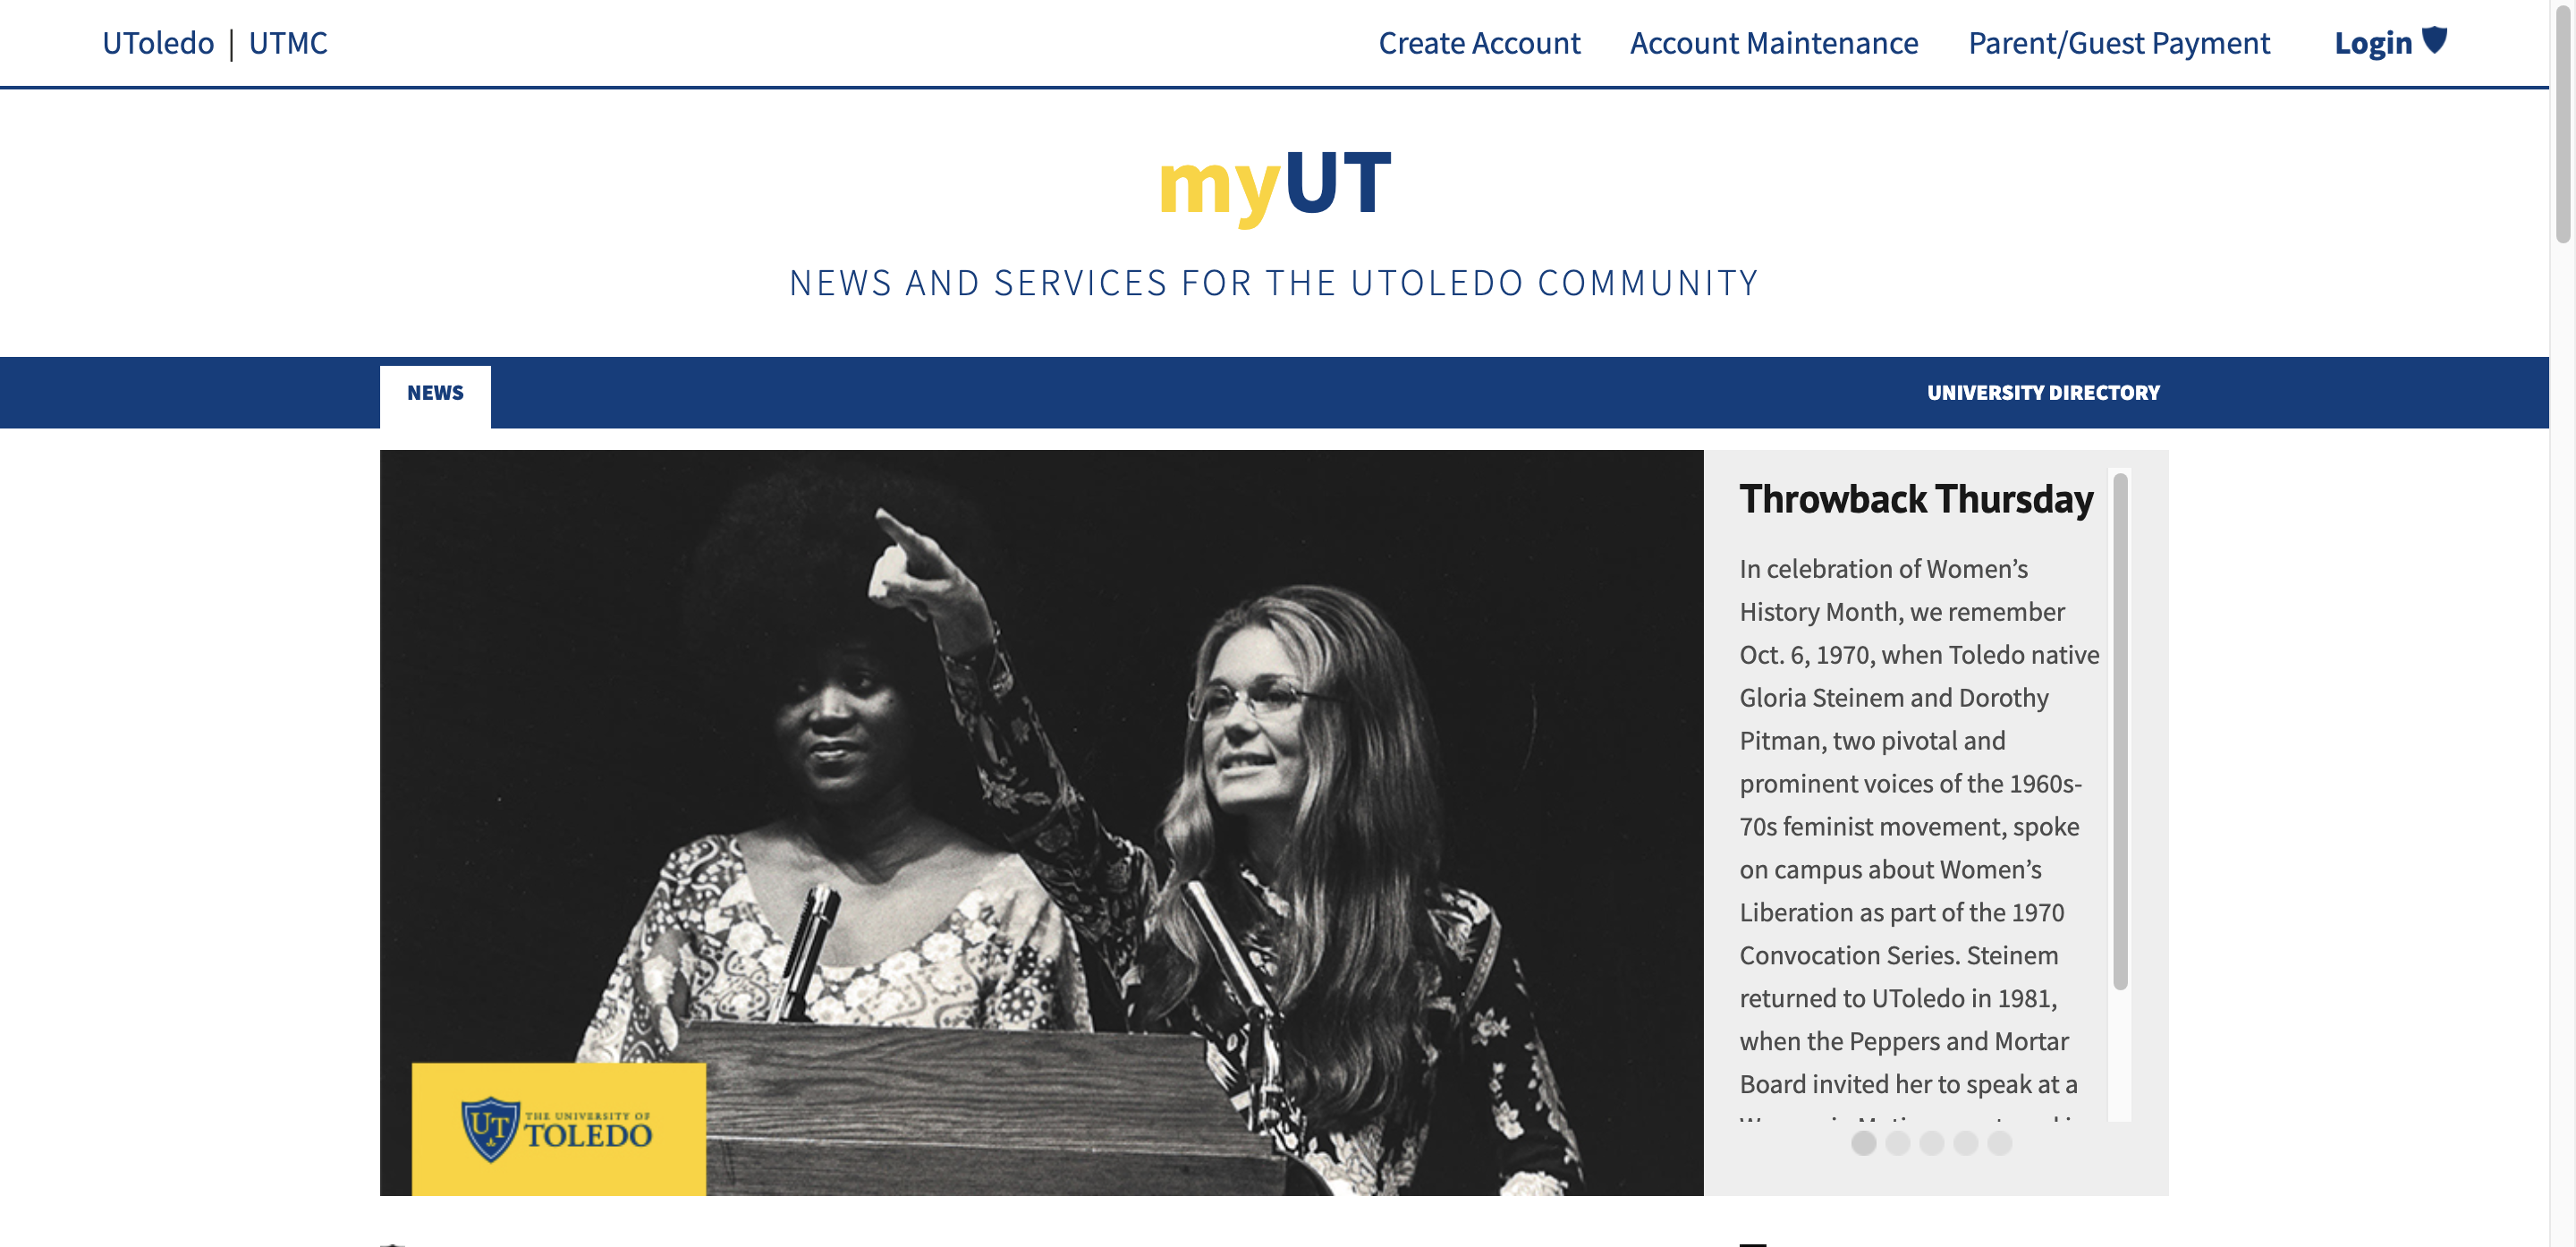 UToledo | UTMC
Create Account Account Maintenance Parent/Guest Payment Login
myUT
NEWS AND SERVICES FOR THE UTOLEDO COMMUNITY
NEWS
UNIVERSITY DIRECTORY
Throwback Thursday
In celebration of Women’s
History Month, we remember
Oct. 6, 1970, when Toledo native
Gloria Steinem and Dorothy
Pitman, two pivotal and
prominent voices of the 1960s-
70s feminist movement, spoke
on campus about Women’s
Liberation as part of the 1970
Convocation Series. Steinem
returned to UToledo in 1981,
when the Peppers and Mortar
Board invited her to speak at a
UT
THE UNIVERSITY OF
TOLEDO